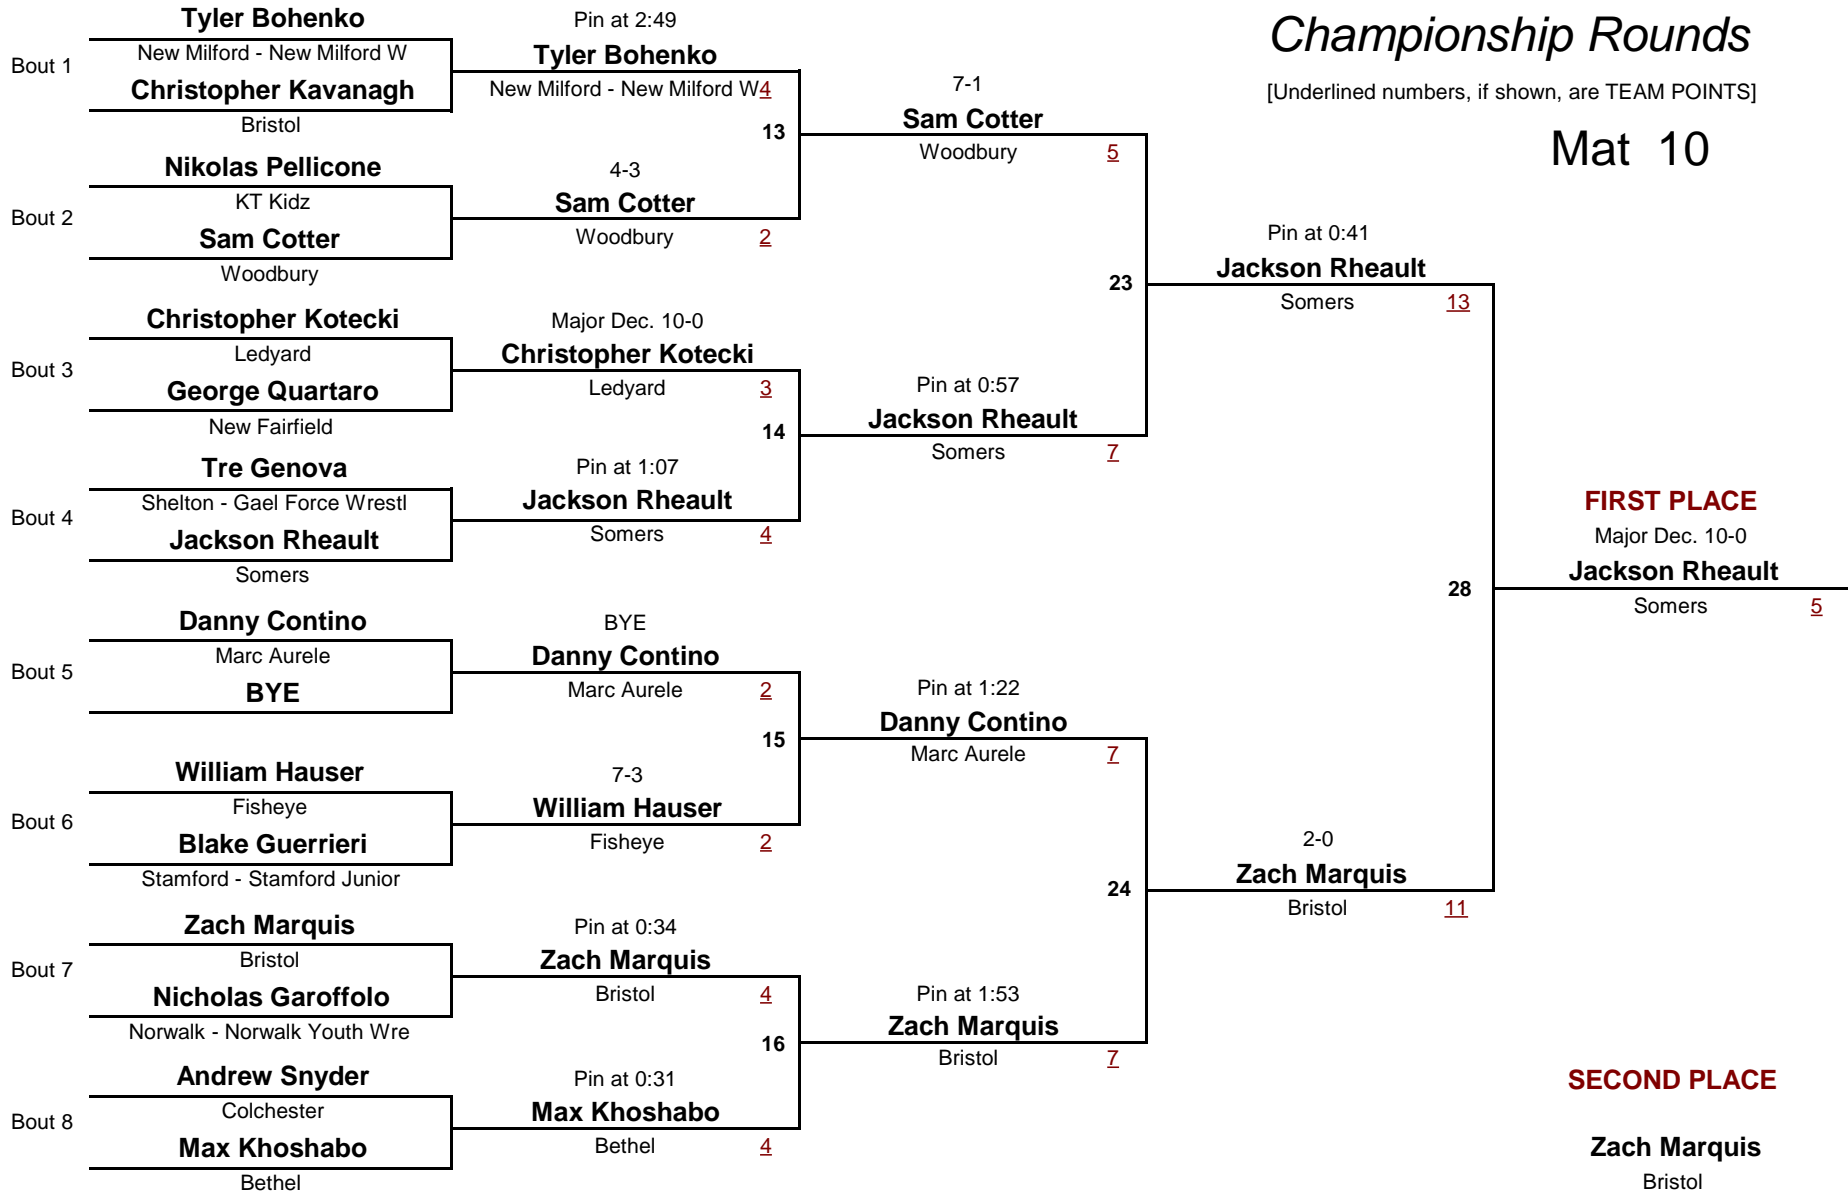 Championship Rounds
[Underlined numbers, if shown, are TEAM POINTS]
Mat 10
Bout 1
Tyler Bohenko
New Milford - New Milford W
Christopher Kavanagh
Bristol
Bout 2
Nikolas Pellicone
KT Kidz
Sam Cotter
Woodbury
Bout 3
Christopher Kotecki
Ledyard
George Quartaro
New Fairfield
Bout 4
Tre Genova
Shelton - Gael Force Wrestl
Jackson Rheault
Somers
Bout 5
Danny Contino
Marc Aurele
BYE
Bout 6
William Hauser
Fisheye
Blake Guerrieri
Stamford - Stamford Junior
Bout 7
Zach Marquis
Bristol
Nicholas Garoffolo
Norwalk - Norwalk Youth Wre
Bout 8
Andrew Snyder
Colchester
Max Khoshabo
Bethel
Pin at 2:49
Tyler Bohenko
New Milford - New Milford W 4
13
4-3
Sam Cotter
Woodbury 2
Major Dec. 10-0
Christopher Kotecki
Ledyard 3
14
Pin at 1:07
Jackson Rheault
Somers 4
BYE
Danny Contino
Marc Aurele 2
15
7-3
William Hauser
Fisheye 2
Pin at 0:34
Zach Marquis
Bristol 4
16
Pin at 0:31
Max Khoshabo
Bethel 4
7-1
Sam Cotter
Woodbury 5
23
Pin at 0:57
Jackson Rheault
Somers 7
Pin at 1:22
Danny Contino
Marc Aurele 7
24
Pin at 1:53
Zach Marquis
Bristol 7
Pin at 0:41
Jackson Rheault
Somers 13
28
2-0
Zach Marquis
Bristol 11
FIRST PLACE
Major Dec. 10-0
Jackson Rheault
Somers 5
SECOND PLACE
Zach Marquis
Bristol